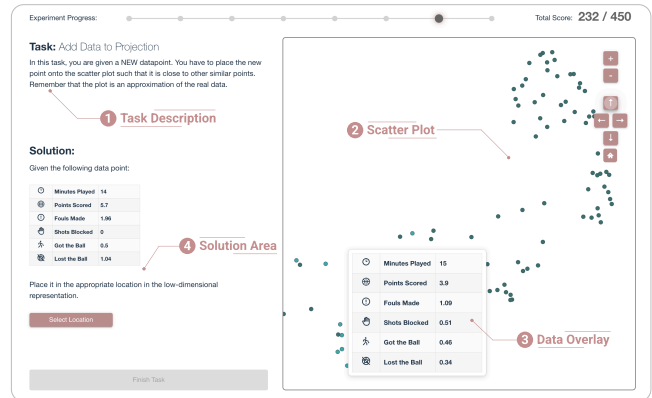 Experiment Progress:
Total Score: 232 / 450
Task: Add Data to Projection
In this task, you are given a NEW datapoint. You have to place the new
point onto the scatter plot such that it is close to other similar points.
Remember that the plot is an approximation of the real data.
1 Task Description
2 Scatter Plot
+
-
↑
← →
↓
Solution:
Given the following data point:
Minutes Played 14
Points Scored 5.7
Fouls Made 1.96
Shots Blocked 0
Got the Ball 0.5
Lost the Ball 1.04
4 Solution Area
Place it in the appropriate location in the low-dimensional
representation.
Select Location
Finish Task
Minutes Played 15
Points Scored 3.9
Fouls Made 1.09
Shots Blocked 0.51
Got the Ball 0.46
Lost the Ball 0.34
3 Data Overlay